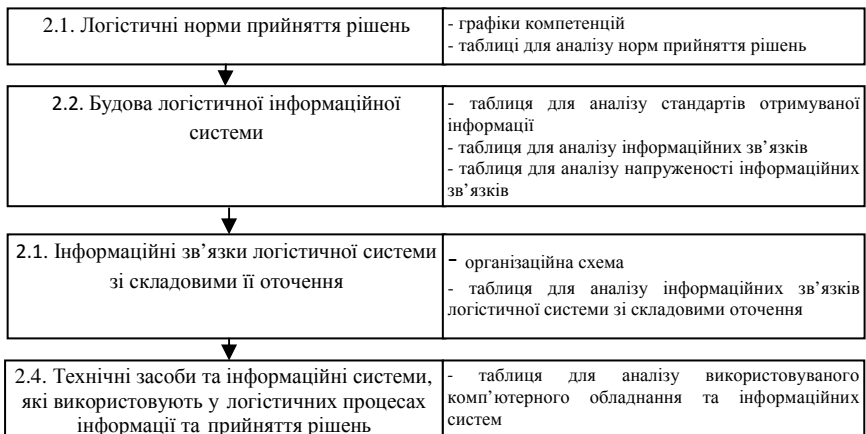 2.1. Логістичні норми прийняття рішень
- графіки компетенцій
- таблиці для аналізу норм прийняття рішень
2.2. Будова логістичної інформаційної
системи
- таблиця для аналізу стандартів отримуваної
інформації
- таблиця для аналізу інформаційних зв’язків
- таблиця для аналізу напруженості інформаційних
зв’язків
2.1. Інформаційні зв’язки логістичної системи
зі складовими її оточення
- організаційна схема
- таблиця для аналізу інформаційних зв’язків
логістичної системи зі складовими оточення
2.4. Технічні засоби та інформаційні системи,
які використовують у логістичних процесах
інформації та прийняття рішень
- таблиця для аналізу використовуваного
комп’ютерного обладнання та інформаційних
систем